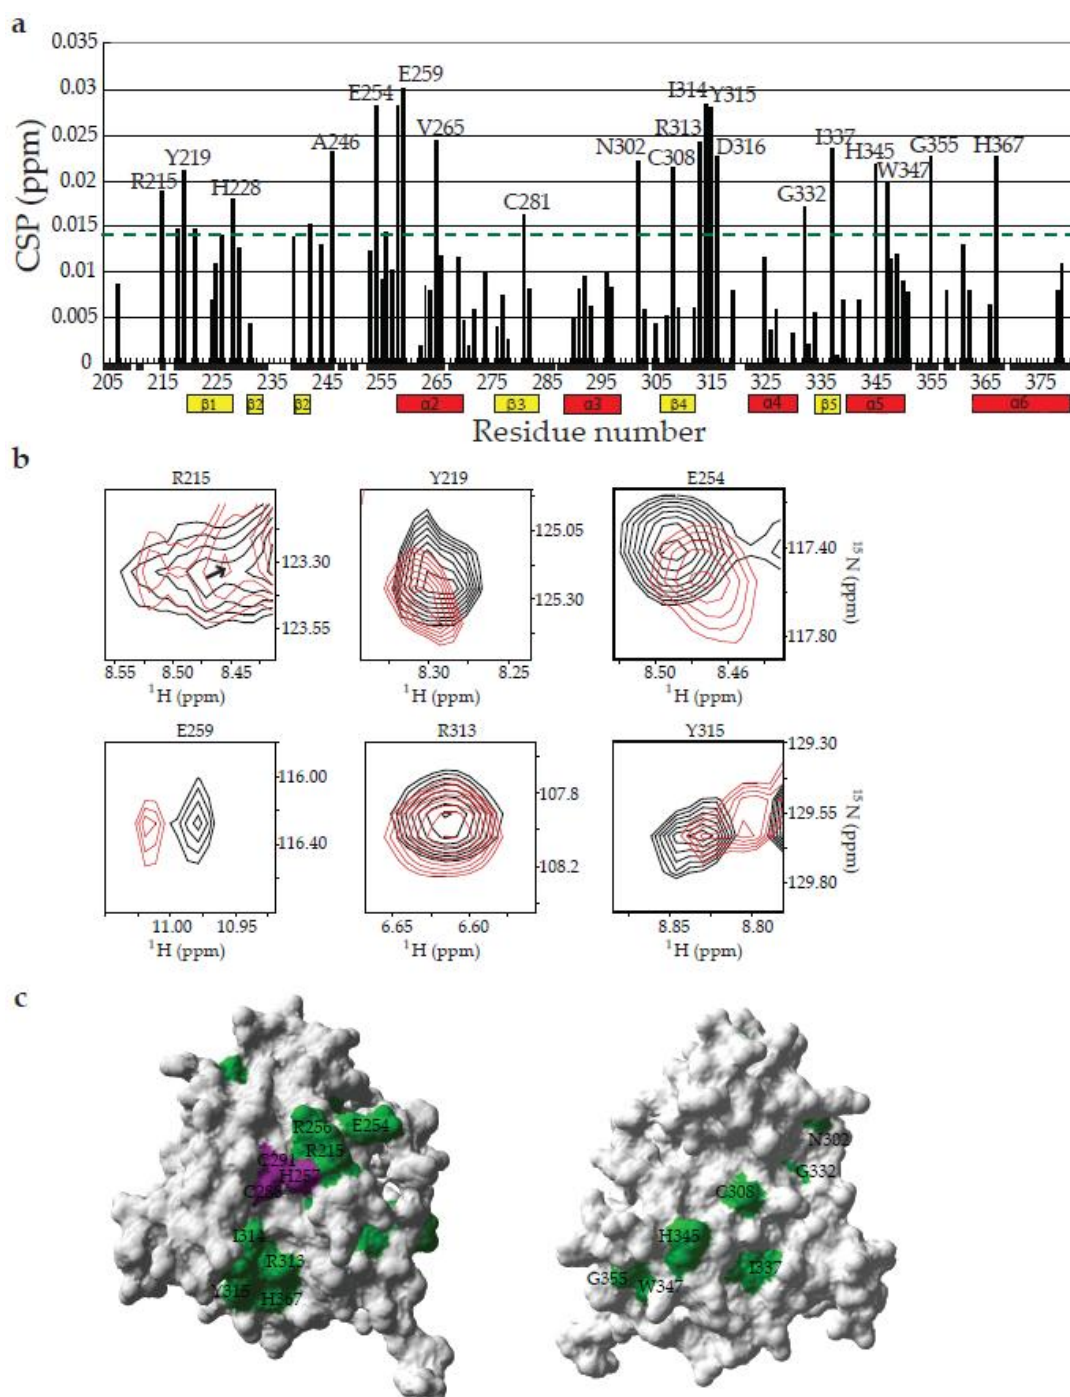 a
0.035
0.03
0.025
0.02
0.015
0.01
0.005
0
CSP (ppm)
R215
Y219
H228
A246
E254
E259
V265
C281
N302
C308
R313
I314
Y315
D316
G332
I337
H345
W347
G355
H367
205 215 225 235 245 255 265 275 285 295 305 315 325 335 345 355 365 375
β1 β2 β2 α2 β3 α3 β4 α4 β5 α5 α6
Residue number
b
R215
123.30
123.55
8.55 8.50 8.45
¹H (ppm)
Y219
125.05
125.30
8.30 8.25
¹H (ppm)
E254
117.40
117.80
¹⁵N (ppm)
8.50 8.46
¹H (ppm)
E259
116.00
116.40
11.00 10.95
¹H (ppm)
R313
107.8
108.2
6.65 6.60
¹H (ppm)
Y315
129.30
129.55
129.80
¹⁵N (ppm)
8.85 8.80
¹H (ppm)
c
R256
E254
R215
C291
H257
C288
I314
R313
Y315
H367
N302
G332
C308
H345
I337
G355
W347